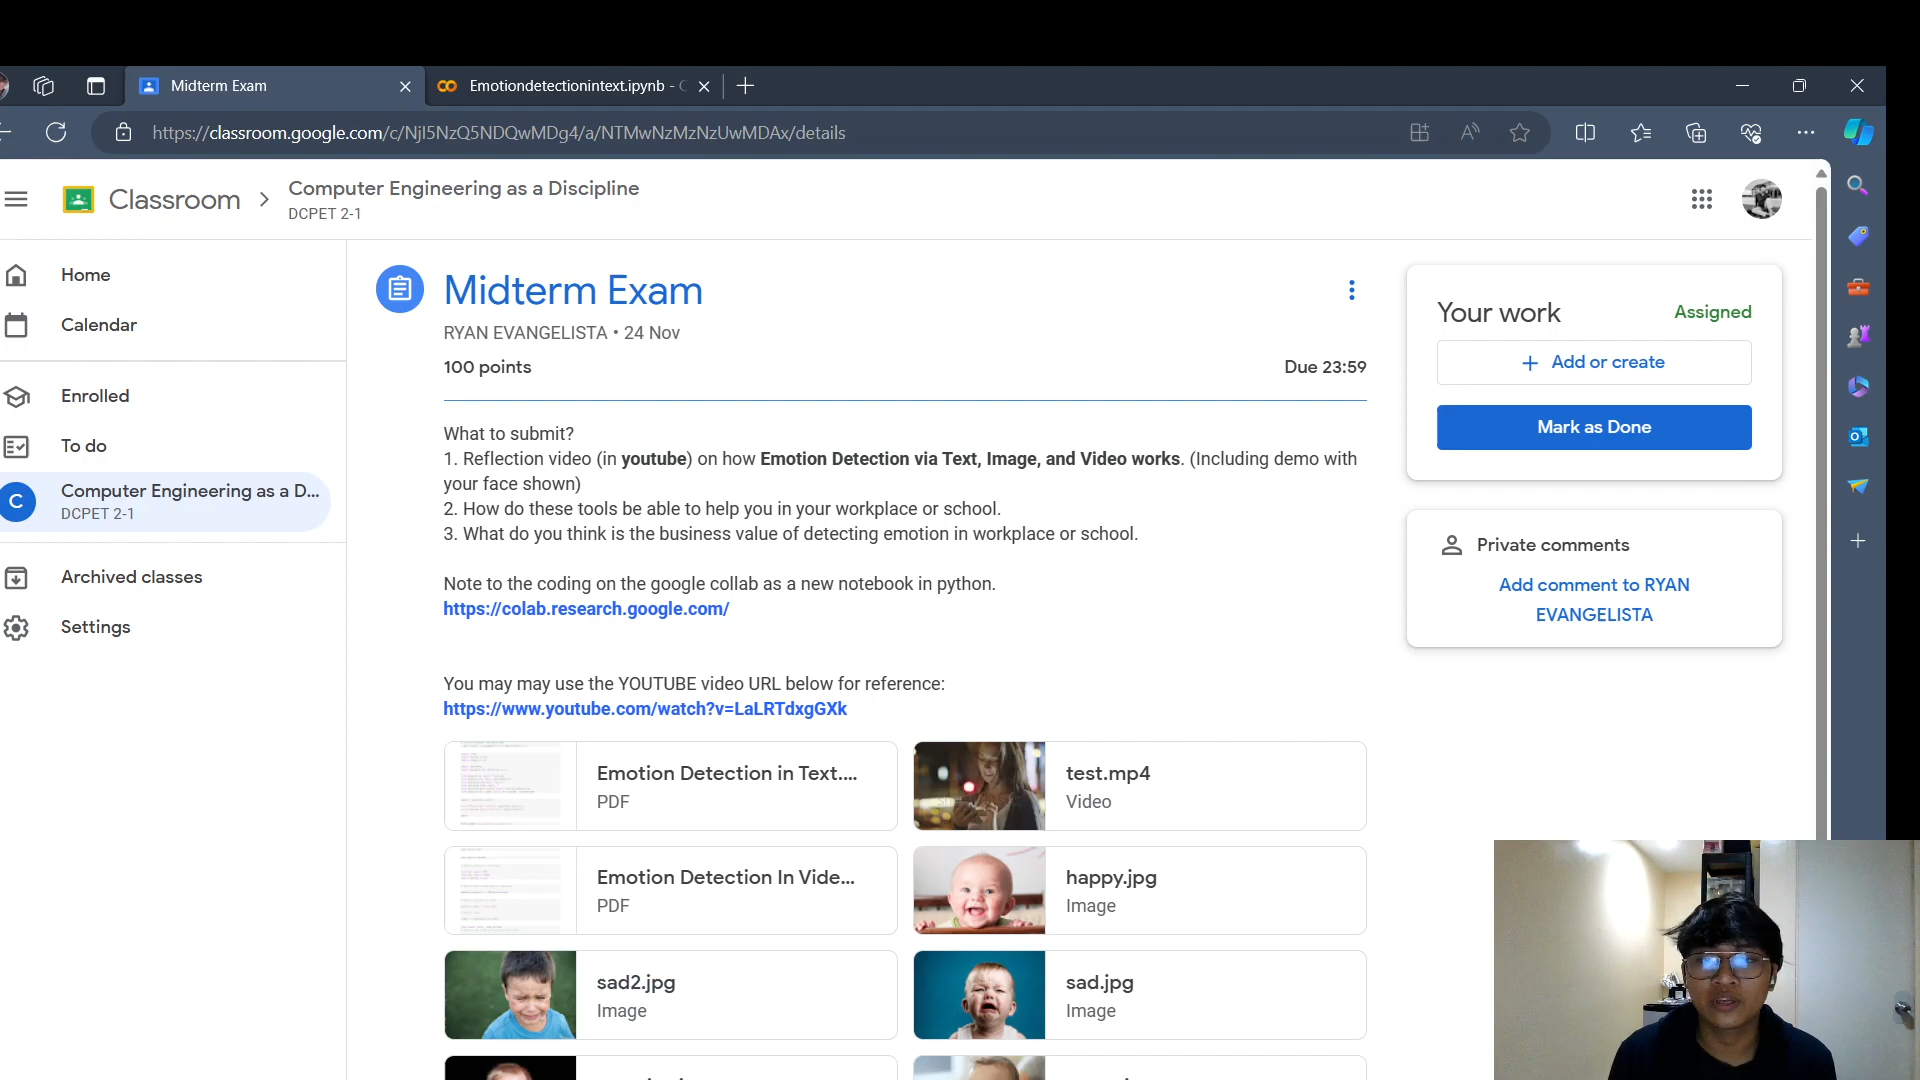 Midterm Exam
Emotiondetectionintext.ipynb - C
https://classroom.google.com/c/NjI5NzQ5NDQwMDg4/a/NTMwNzMzNzUwMDAx/details
Classroom
Computer Engineering as a Discipline
DCPET 2-1
Home
Calendar
Enrolled
To do
C
Computer Engineering as a D...
DCPET 2-1
Archived classes
Settings
Midterm Exam
RYAN EVANGELISTA • 24 Nov
100 points
Due 23:59
What to submit?
1. Reflection video (in youtube) on how Emotion Detection via Text, Image, and Video works. (Including demo with
your face shown)
2. How do these tools be able to help you in your workplace or school.
3. What do you think is the business value of detecting emotion in workplace or school.
Note to the coding on the google collab as a new notebook in python.
https://colab.research.google.com/
You may may use the YOUTUBE video URL below for reference:
https://www.youtube.com/watch?v=LaLRTdxgGXk
Emotion Detection in Text....
PDF
test.mp4
Video
Emotion Detection In Vide...
PDF
happy.jpg
Image
sad2.jpg
Image
sad.jpg
Image
Your work
Assigned
Add or create
Mark as Done
Private comments
Add comment to RYAN
EVANGELISTA